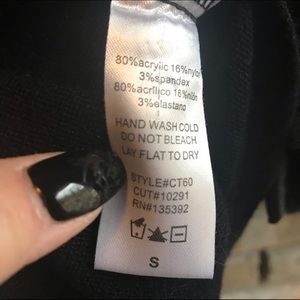 80%acrylic 16%nylon
3%spandex
80%acrílico 16%nilón
3%elastano
HAND WASH COLD
DO NOT BLEACH
LAY FLAT TO DRY
STYLE#CT60
CUT#10291
RN#135392
S